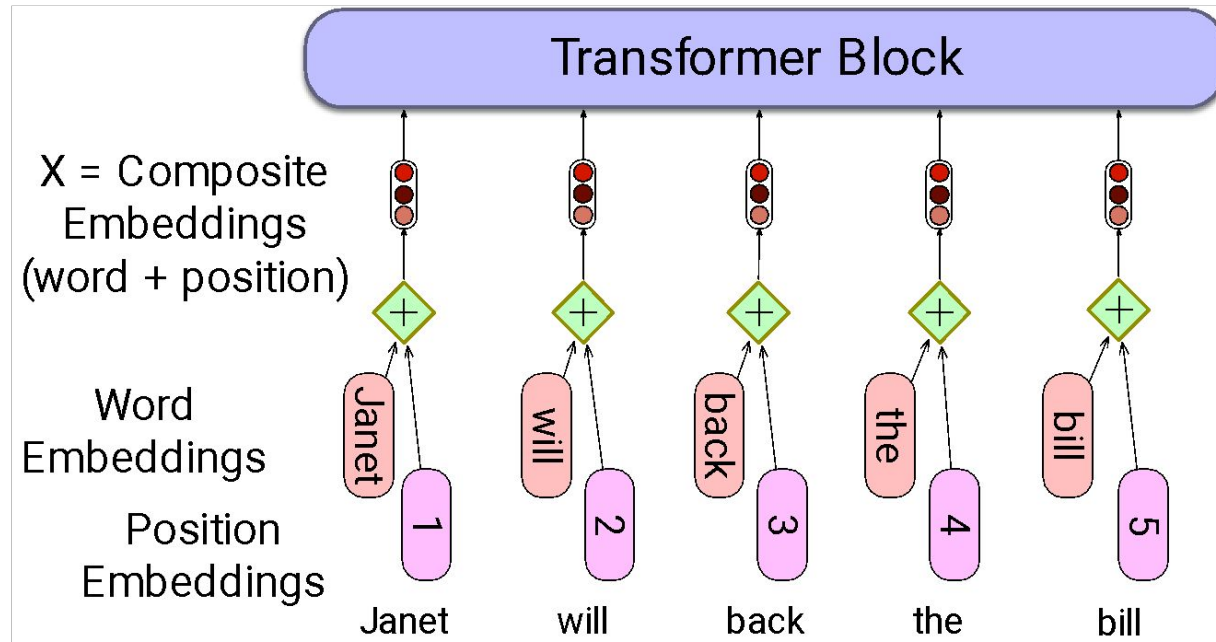 Transformer Block
X = Composite
Embeddings
(word + position)
+ + + + +
Word
Embeddings
Janet will back the bill
Position
Embeddings
1 2 3 4 5
Janet will back the bill